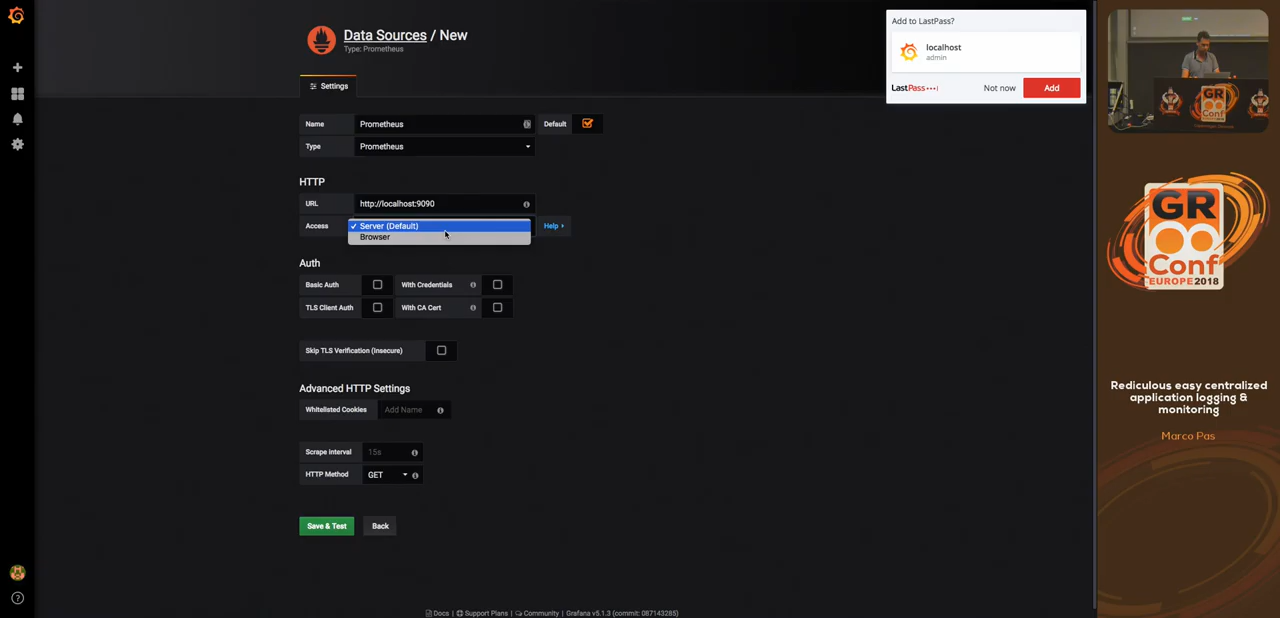 Data Sources / New
Type: Prometheus
Settings
Name
Prometheus
Default
Type
Prometheus
HTTP
URL
http://localhost:9090
Access
✓ Server (Default)
Browser
Help
Auth
Basic Auth
With Credentials
TLS Client Auth
With CA Cert
Skip TLS Verification (Insecure)
Advanced HTTP Settings
Whitelisted Cookies
Add Name
Scrape interval
15s
HTTP Method
GET
Save & Test
Back
Docs | Support Plans | Community | Grafana v5.1.3 (commit: 087143285)
Add to LastPass?
localhost
admin
LastPass
Not now
Add
GR
Conf
EUROPE2018
Rediculous easy centralized
application logging &
monitoring
Marco Pas